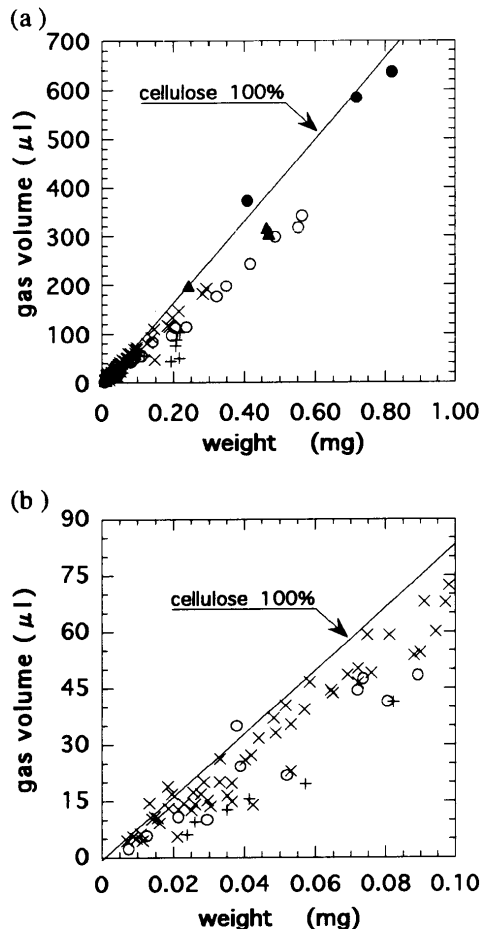 (a)
700
600
500
400
300
200
100
0
cellulose 100%
gas volume (μl)
0.20 0.40 0.60 0.80 1.00
weight (mg)
(b)
90
75
60
45
30
15
0
cellulose 100%
gas volume (μl)
0 0.02 0.04 0.06 0.08 0.10
weight (mg)